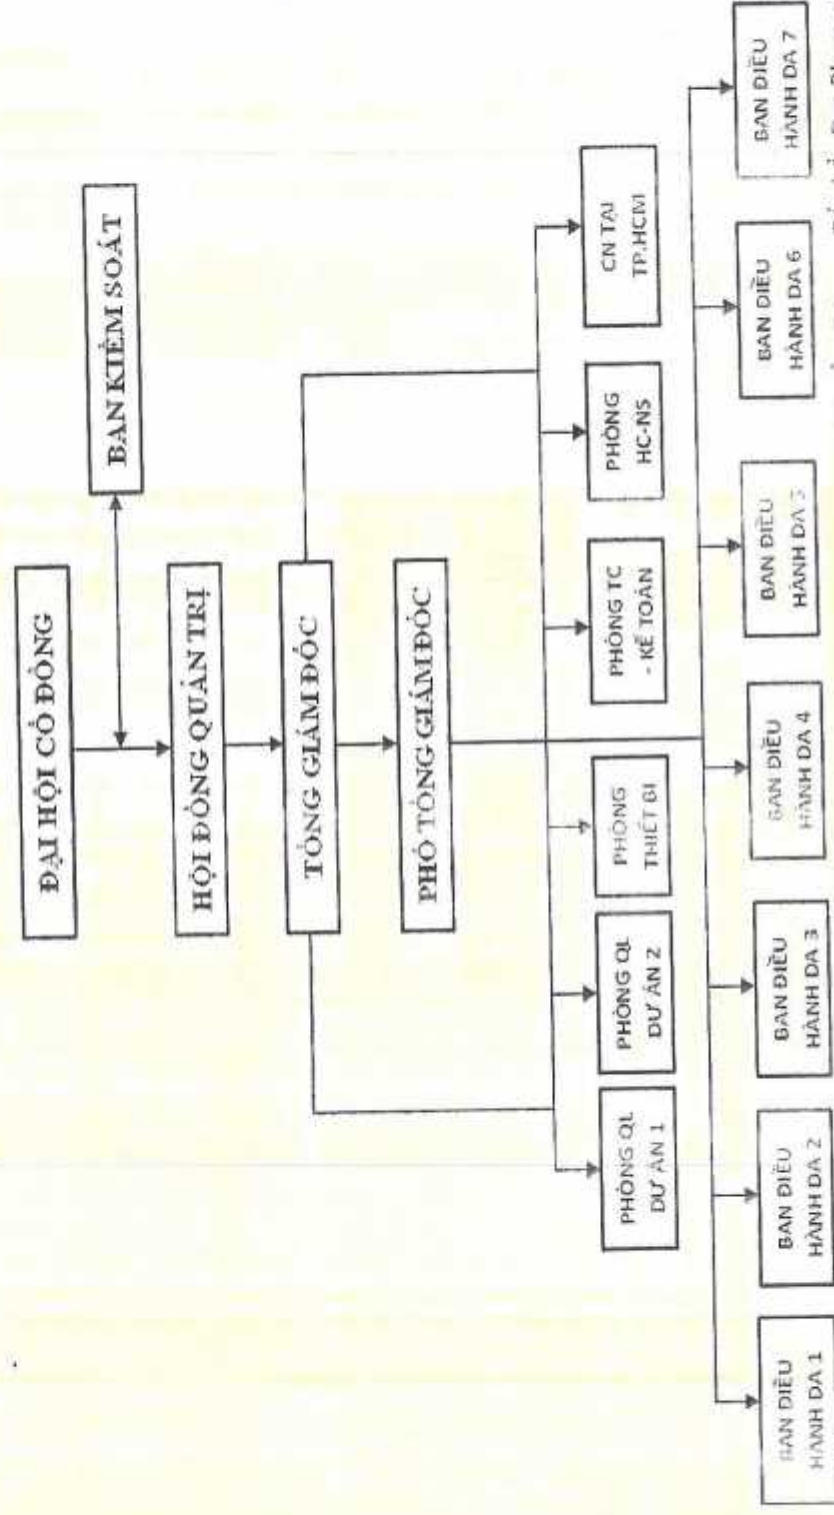 ĐẠI HỘI CỔ ĐÔNG
BAN KIỂM SOÁT
HỘI ĐỒNG QUẢN TRỊ
TỔNG GIÁM ĐỐC
PHÓ TỔNG GIÁM ĐỐC
PHÒNG QL
DỰ ÁN 1
PHÒNG QL
DỰ ÁN 2
PHÒNG
THIẾT BỊ
PHÒNG TC
- KẾ TOÁN
PHÒNG
HC-NS
CN TẠI
TP.HCM
BAN ĐIỀU
HÀNH DA 1
BAN ĐIỀU
HÀNH DA 2
BAN ĐIỀU
HÀNH DA 3
BAN ĐIỀU
HÀNH DA 4
BAN ĐIỀU
HÀNH DA 5
BAN ĐIỀU
HÀNH DA 6
BAN ĐIỀU
HÀNH DA 7